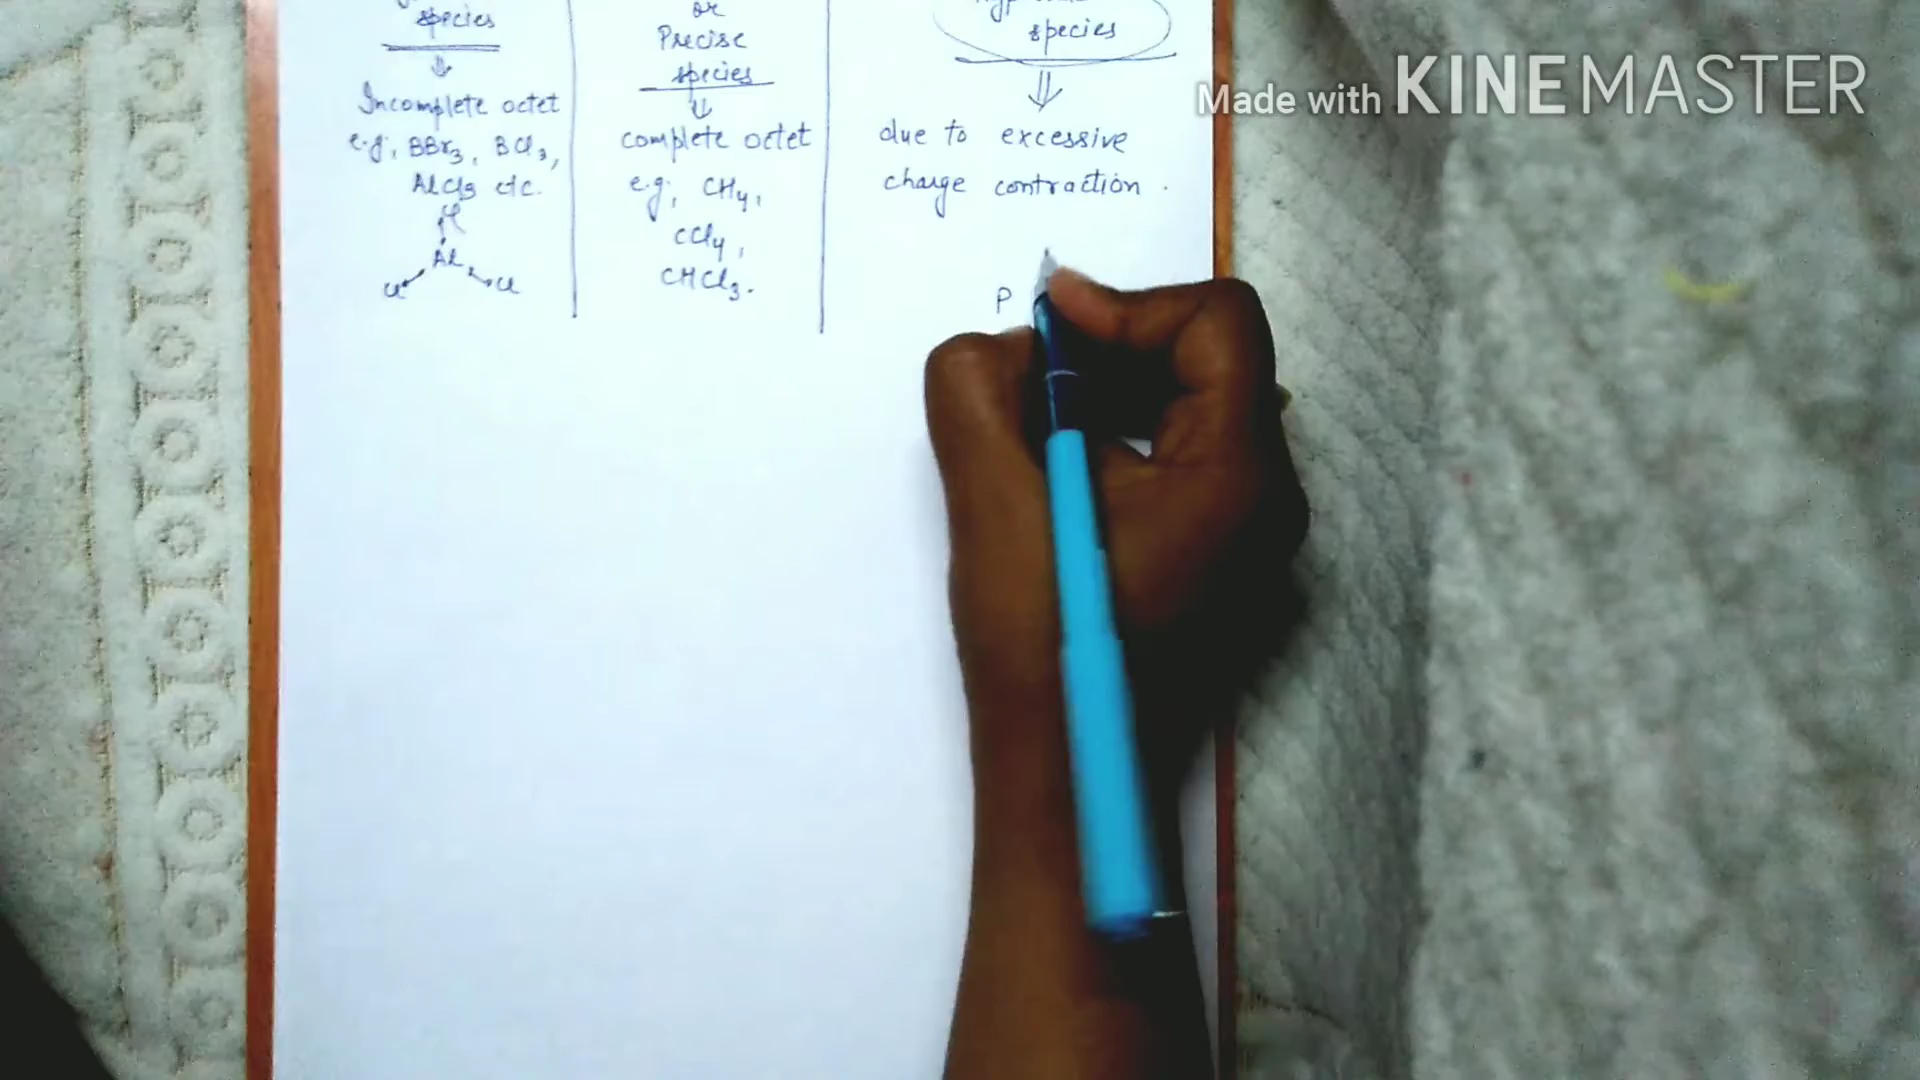 species
Incomplete octet
e.g; BBr3, BCl3,
AlCl3 etc.
Cl
Al
Cl Cl
or
Precise
species
complete octet
e.g; CH4,
CCl4,
CHCl3.
species
due to excessive
charge contraction.
P
Made with KINEMASTER